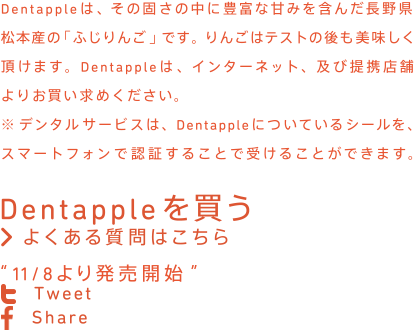 Dentappleは、その固さの中に豊富な甘みを含んだ長野県
松本産の「ふじりんご」です。りんごはテストの後も美味しく
頂けます。Dentappleは、インターネット、及び提携店舗
よりお買い求めください。
※デンタルサービスは、Dentappleについているシールを、
スマートフォンで認証することで受けることができます。
Dentappleを買う
よくある質問はこちら
“11/8より発売開始”
Tweet
Share